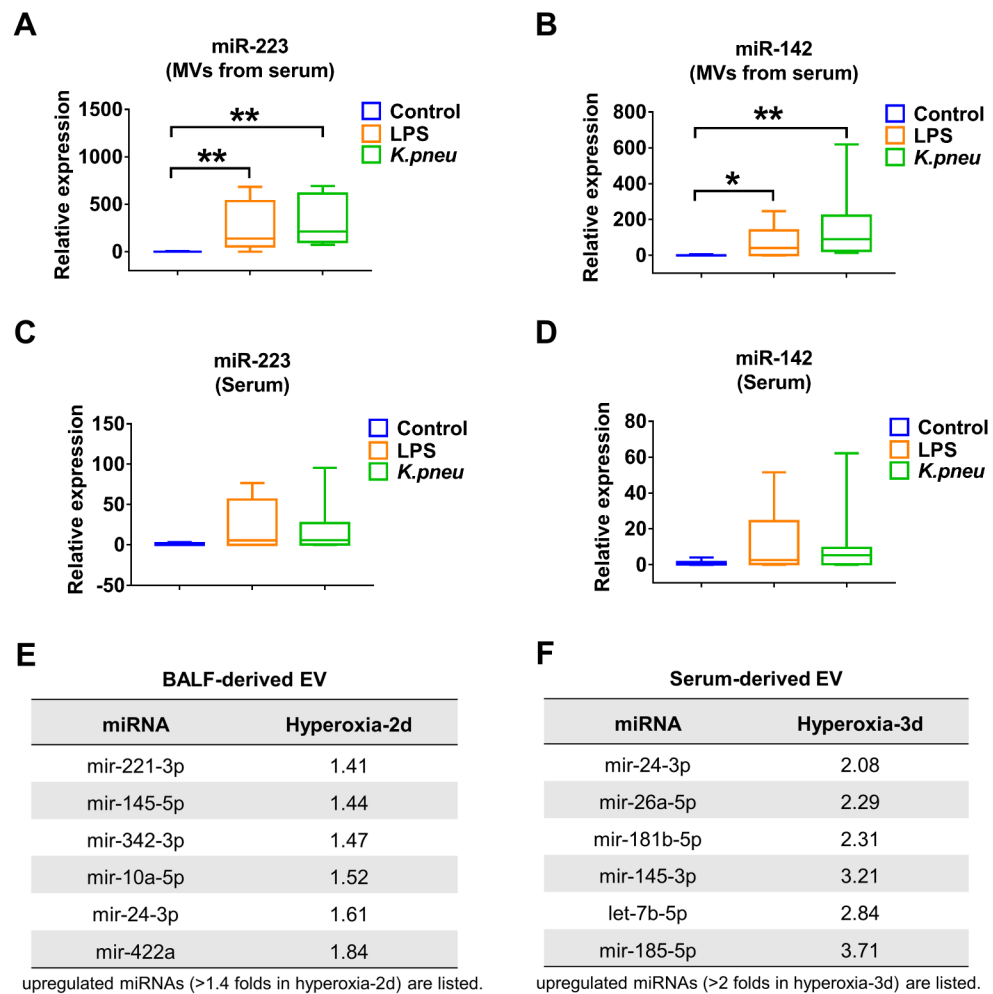 A
miR-223
(MVs from serum)
Relative expression
1500
1000
500
0
**
**
Control
LPS
K.pneu
B
miR-142
(MVs from serum)
Relative expression
800
600
400
200
0
**
*
Control
LPS
K.pneu
C
miR-223
(Serum)
Relative expression
150
100
50
0
-50
Control
LPS
K.pneu
D
miR-142
(Serum)
Relative expression
80
60
40
20
0
Control
LPS
K.pneu
E
BALF-derived EV
miRNA Hyperoxia-2d
mir-221-3p 1.41
mir-145-5p 1.44
mir-342-3p 1.47
mir-10a-5p 1.52
mir-24-3p 1.61
mir-422a 1.84
upregulated miRNAs (>1.4 folds in hyperoxia-2d) are listed.
F
Serum-derived EV
miRNA Hyperoxia-3d
mir-24-3p 2.08
mir-26a-5p 2.29
mir-181b-5p 2.31
mir-145-3p 3.21
let-7b-5p 2.84
mir-185-5p 3.71
upregulated miRNAs (>2 folds in hyperoxia-3d) are listed.